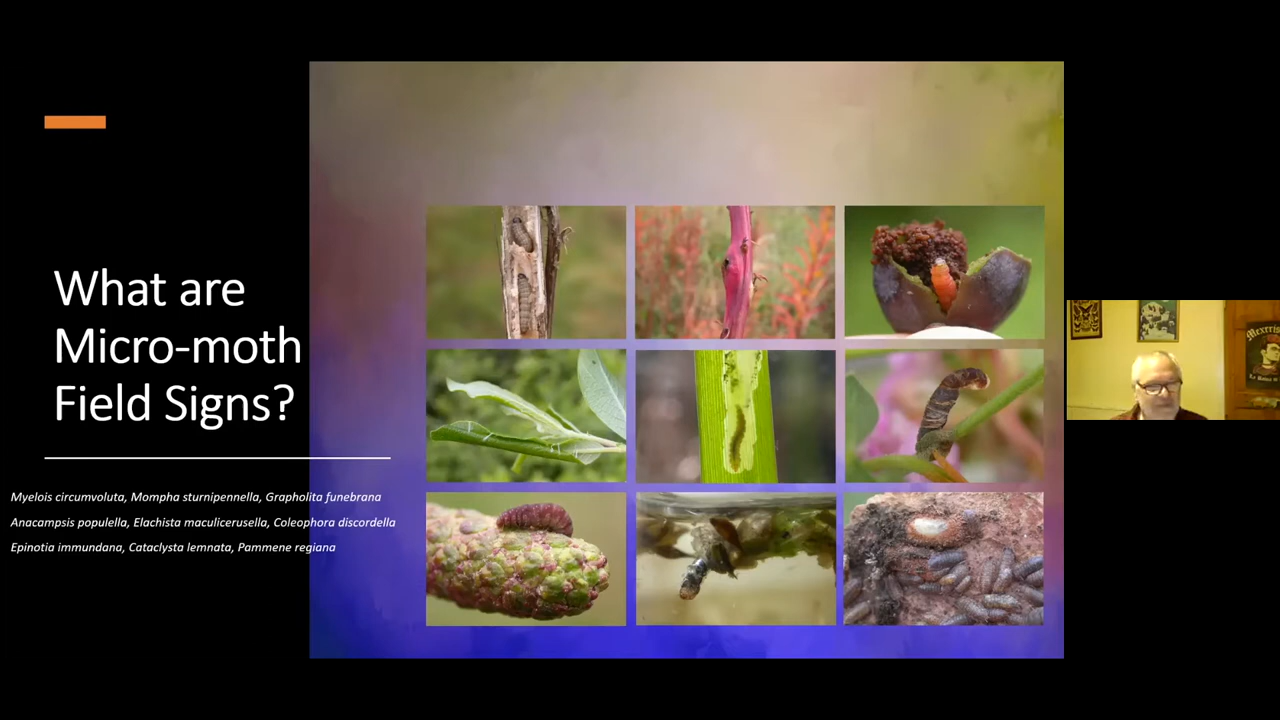 What are
Micro-moth
Field Signs?
Myelois circumvoluta, Mompha sturnipennella, Grapholita funebrana
Anacampsis populella, Elachista maculicerusella, Coleophora discordella
Epinotia immundana, Cataclysta lemnata, Pammene regiana